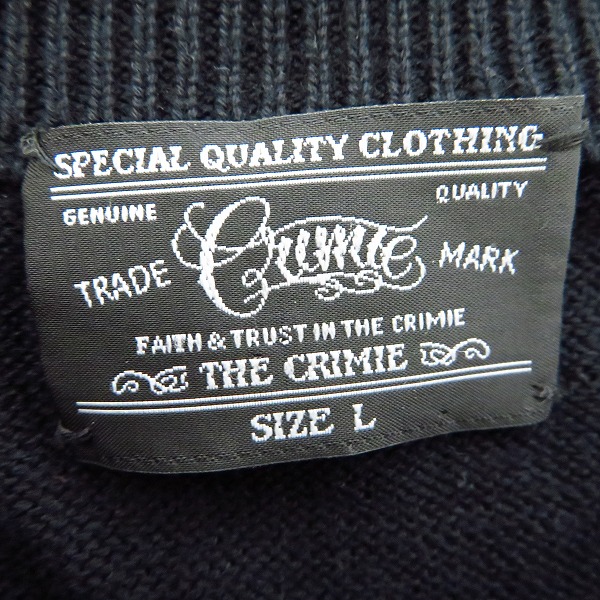 SPECIAL QUALITY CLOTHING
GENUINE QUALITY
TRADE Crimie MARK
FAITH & TRUST IN THE CRIMIE
THE CRIMIE
SIZE L